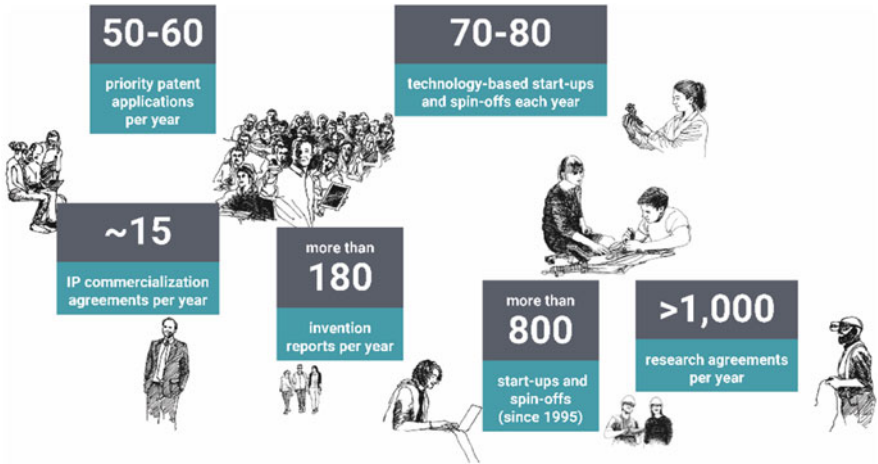 50-60
priority patent
applications
per year
70-80
technology-based start-ups
and spin-offs each year
~15
IP commercialization
agreements per year
more than
180
invention
reports per year
more than
800
start-ups and
spin-offs
(since 1995)
>1,000
research agreements
per year